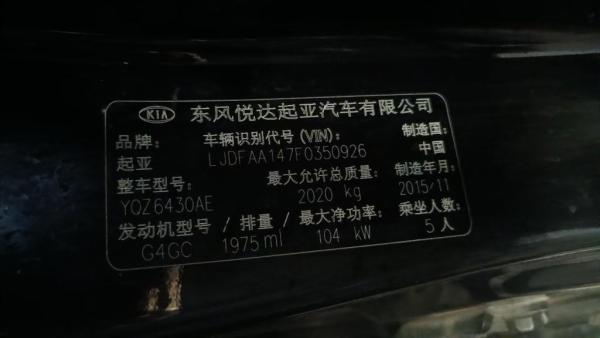 KIA 东风悦达起亚汽车有限公司
品牌: 车辆识别代号(VIN): 制造国:
起亚 LJDFAA147F0350926 中国
整车型号: 最大允许总质量: 制造年月:
YQZ6430AE 2020 kg 2015/11
发动机型号 / 排量 / 最大净功率: 乘坐人数:
G4GC 1975ml 104 kW 5人